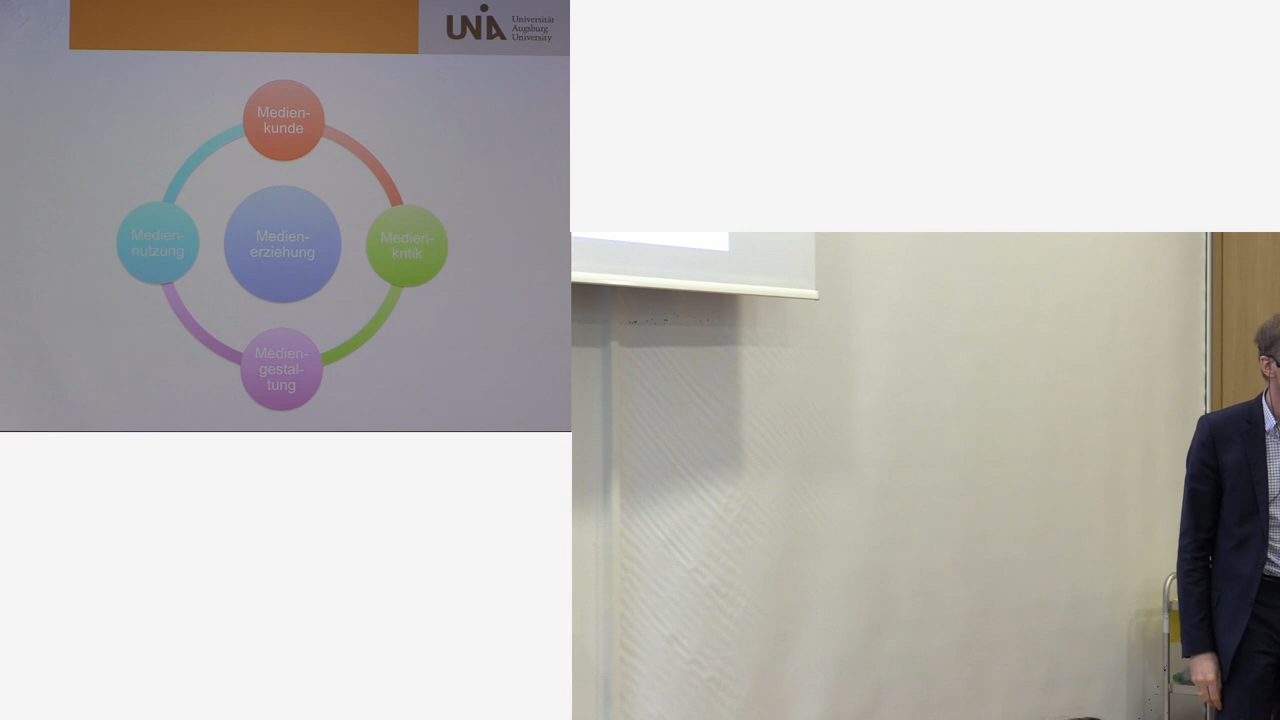 UNIA
Universität
Augsburg
University
Medien-
kunde
Medien-
nutzung
Medien-
erziehung
Medien-
kritik
Medien-
gestal-
tung